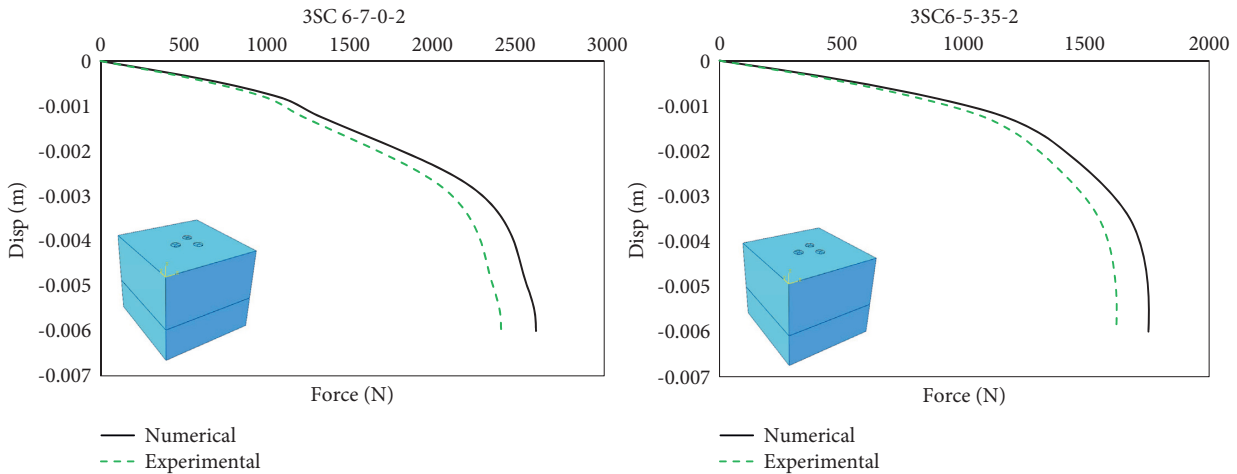 3SC 6-7-0-2
0 500 1000 1500 2000 2500 3000
0
-0.001
-0.002
-0.003
-0.004
-0.005
-0.006
-0.007
Disp (m)
Force (N)
Numerical
Experimental
3SC6-5-35-2
0 500 1000 1500 2000
0
-0.001
-0.002
-0.003
-0.004
-0.005
-0.006
-0.007
Disp (m)
Force (N)
Numerical
Experimental